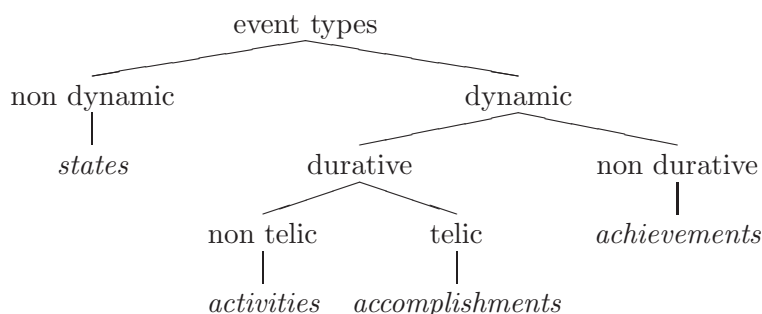 event types
non dynamic dynamic
states durative non durative
non telic telic achievements
activities accomplishments